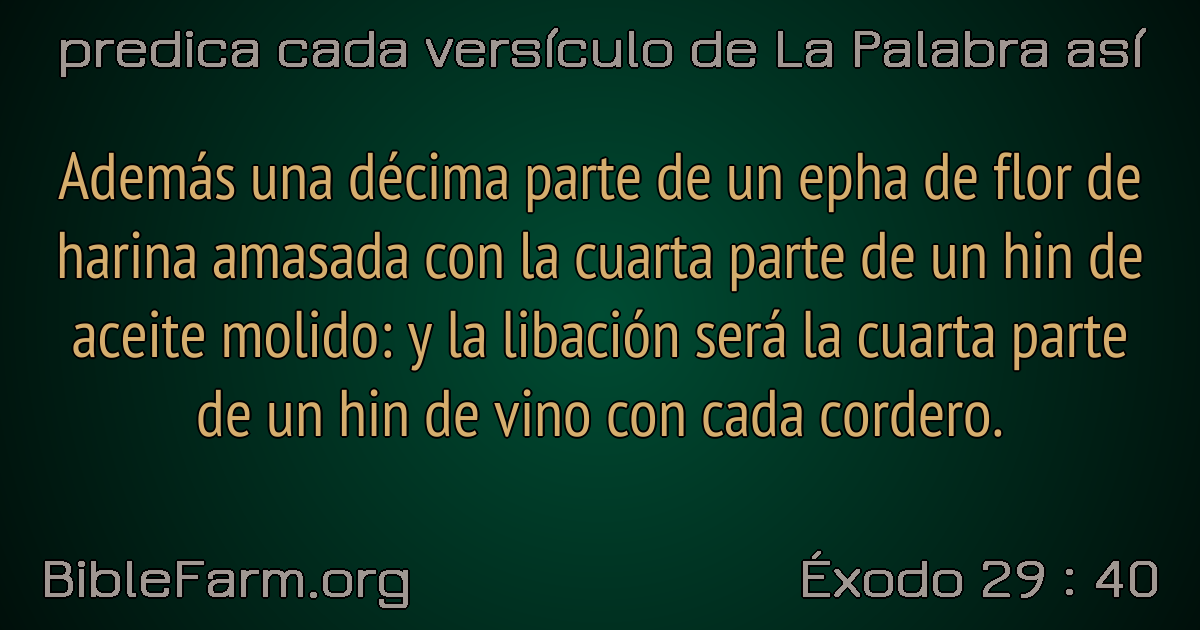 predica cada versículo de La Palabra así
Además una décima parte de un epha de flor de
harina amasada con la cuarta parte de un hin de
aceite molido: y la libación será la cuarta parte
de un hin de vino con cada cordero.
BibleFarm.org
Éxodo 29 : 40